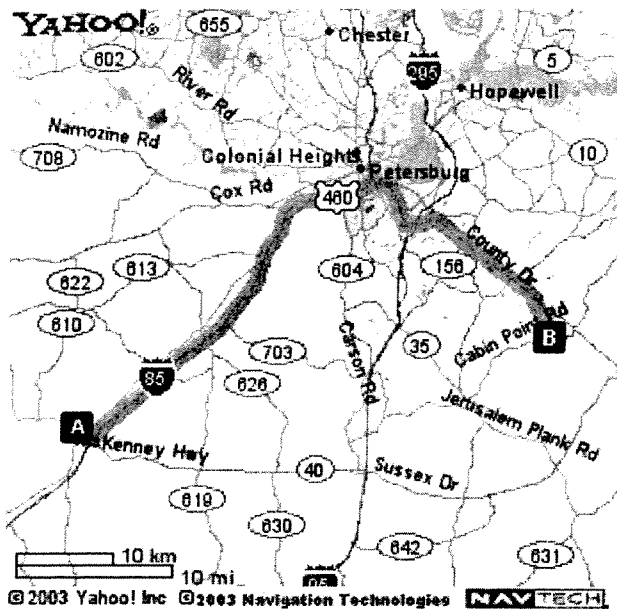 YAHOO!®
655
Chester
602
5
River Rd
295
Hopewell
Namozine Rd
708
Colonial Heights
10
Cox Rd
Petersburg
460
County Dr
613
604
156
622
610
Cabin Point Rd
B
703
35
Carson Rd
85
626
Jerusalem Plank Rd
A
Kenney Hwy
40
Sussex Dr
619
630
642
631
10 km
10 mi
©2003 Yahoo! Inc ©2003 Navigation Technologies NAVTECH